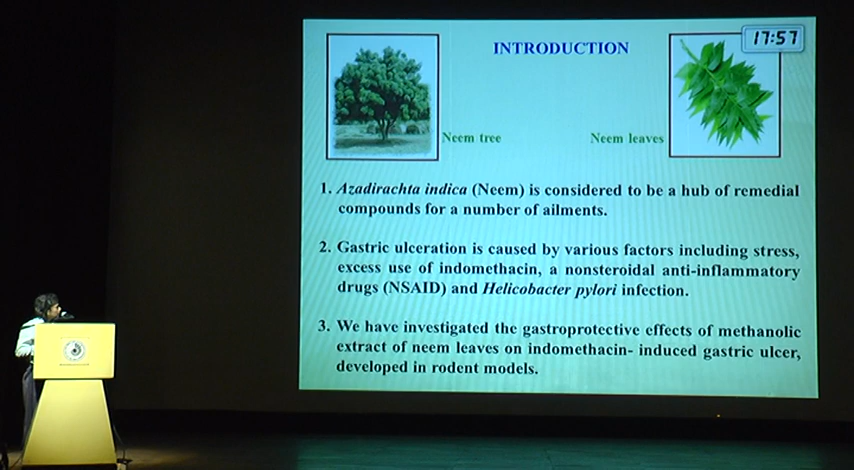 17:57
INTRODUCTION
Neem tree
Neem leaves
1. Azadirachta indica (Neem) is considered to be a hub of remedial
compounds for a number of ailments.
2. Gastric ulceration is caused by various factors including stress,
excess use of indomethacin, a nonsteroidal anti-inflammatory
drugs (NSAID) and Helicobacter pylori infection.
3. We have investigated the gastroprotective effects of methanolic
extract of neem leaves on indomethacin- induced gastric ulcer,
developed in rodent models.